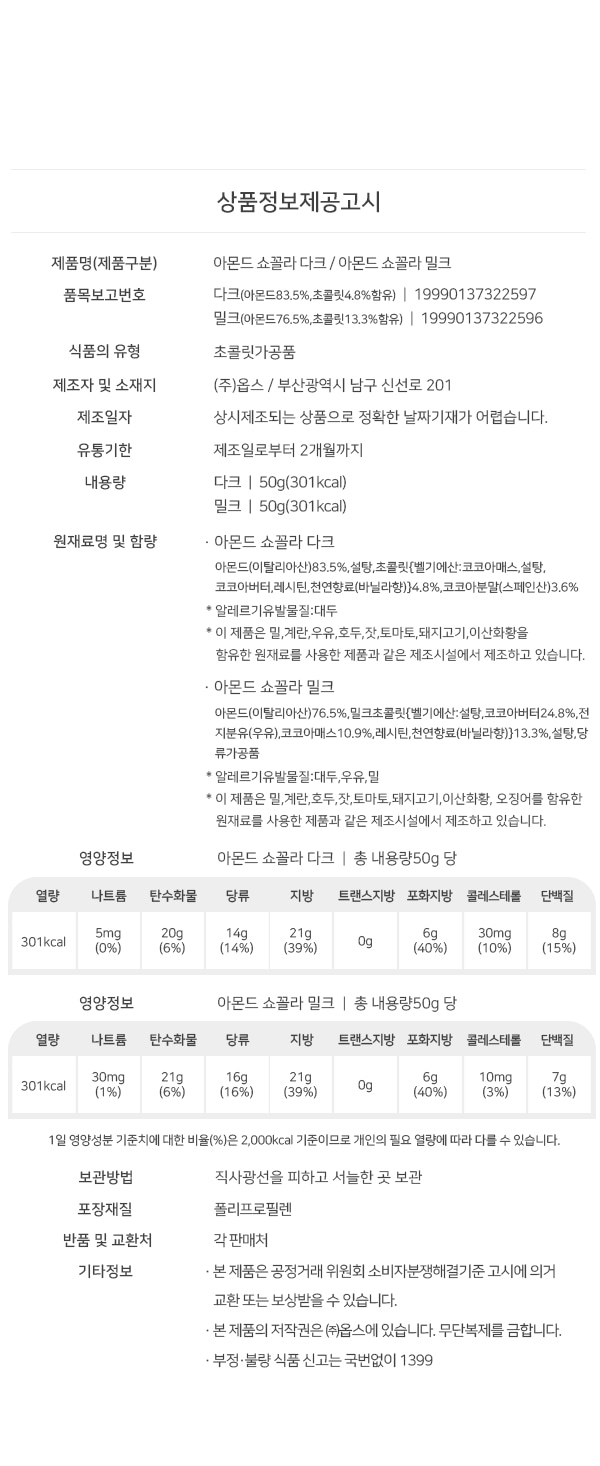 상품정보제공고시
제품명(제품구분) 아몬드 쇼꼴라 다크 / 아몬드 쇼꼴라 밀크
품목보고번호 다크(아몬드83.5%,초콜릿4.8%함유) | 19990137322597
밀크(아몬드76.5%,초콜릿13.3%함유) | 19990137322596
식품의 유형 초콜릿가공품
제조자 및 소재지 (주)옵스 / 부산광역시 남구 신선로 201
제조일자 상시제조되는 상품으로 정확한 날짜기재가 어렵습니다.
유통기한 제조일로부터 2개월까지
내용량 다크 | 50g(301kcal)
밀크 | 50g(301kcal)
원재료명 및 함량 · 아몬드 쇼꼴라 다크
아몬드(이탈리아산)83.5%,설탕,초콜릿{벨기에산:코코아매스,설탕,
코코아버터,레시틴,천연향료(바닐라향)}4.8%,코코아분말(스페인산)3.6%
* 알레르기유발물질:대두
* 이 제품은 밀,계란,우유,호두,잣,토마토,돼지고기,이산화황을
함유한 원재료를 사용한 제품과 같은 제조시설에서 제조하고 있습니다.
· 아몬드 쇼꼴라 밀크
아몬드(이탈리아산)76.5%,밀크초콜릿{벨기에산:설탕,코코아버터24.8%,전
지분유(우유),코코아매스10.9%,레시틴,천연향료(바닐라향)}13.3%,설탕,당
류가공품
* 알레르기유발물질:대두,우유,밀
* 이 제품은 밀,계란,호두,잣,토마토,돼지고기,이산화황, 오징어를 함유한
원재료를 사용한 제품과 같은 제조시설에서 제조하고 있습니다.
영양정보 아몬드 쇼꼴라 다크 | 총 내용량50g 당
열량 나트륨 탄수화물 당류 지방 트랜스지방 포화지방 콜레스테롤 단백질
301kcal 5mg 20g 14g 21g 0g 6g 30mg 8g
(0%) (6%) (14%) (39%) (40%) (10%) (15%)
영양정보 아몬드 쇼꼴라 밀크 | 총 내용량50g 당
열량 나트륨 탄수화물 당류 지방 트랜스지방 포화지방 콜레스테롤 단백질
301kcal 30mg 21g 16g 21g 0g 6g 10mg 7g
(1%) (6%) (16%) (39%) (40%) (3%) (13%)
1일 영양성분 기준치에 대한 비율(%)은 2,000kcal 기준이므로 개인의 필요 열량에 따라 다를 수 있습니다.
보관방법 직사광선을 피하고 서늘한 곳 보관
포장재질 폴리프로필렌
반품 및 교환처 각 판매처
기타정보 · 본 제품은 공정거래 위원회 소비자분쟁해결기준 고시에 의거
교환 또는 보상받을 수 있습니다.
· 본 제품의 저작권은 ㈜옵스에 있습니다. 무단복제를 금합니다.
· 부정·불량 식품 신고는 국번없이 1399